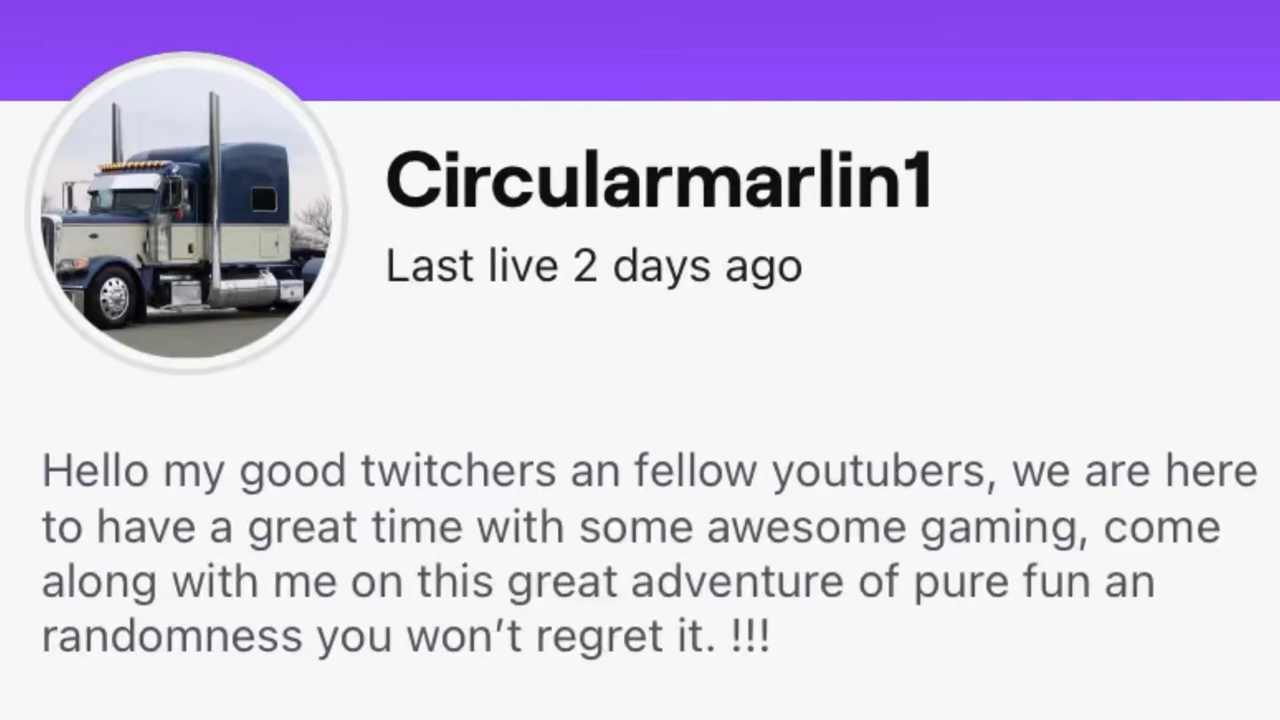 Circularmarlin1
Last live 2 days ago
Hello my good twitchers an fellow youtubers, we are here
to have a great time with some awesome gaming, come
along with me on this great adventure of pure fun an
randomness you won’t regret it. !!!